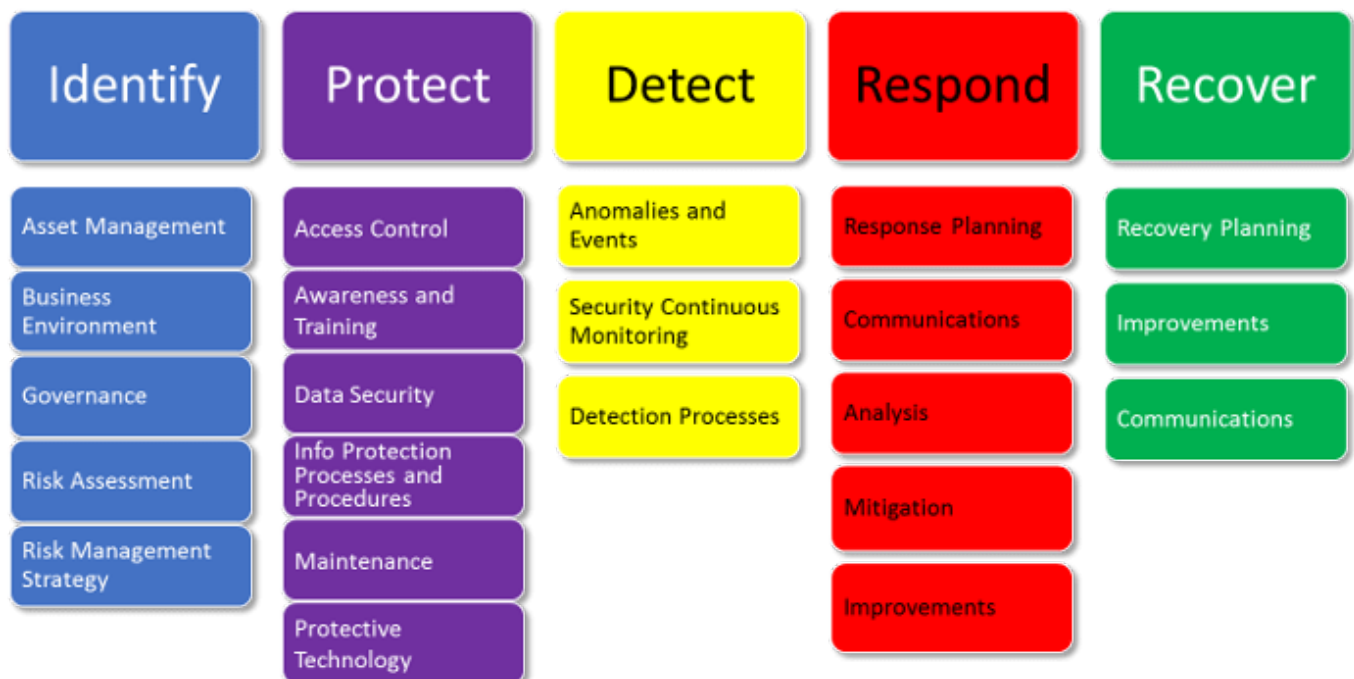 Identify
Protect
Detect
Respond
Recover
Asset Management
Business
Environment
Governance
Risk Assessment
Risk Management
Strategy
Access Control
Awareness and
Training
Data Security
Info Protection
Processes and
Procedures
Maintenance
Protective
Technology
Anomalies and
Events
Security Continuous
Monitoring
Detection Processes
Response Planning
Communications
Analysis
Mitigation
Improvements
Recovery Planning
Improvements
Communications